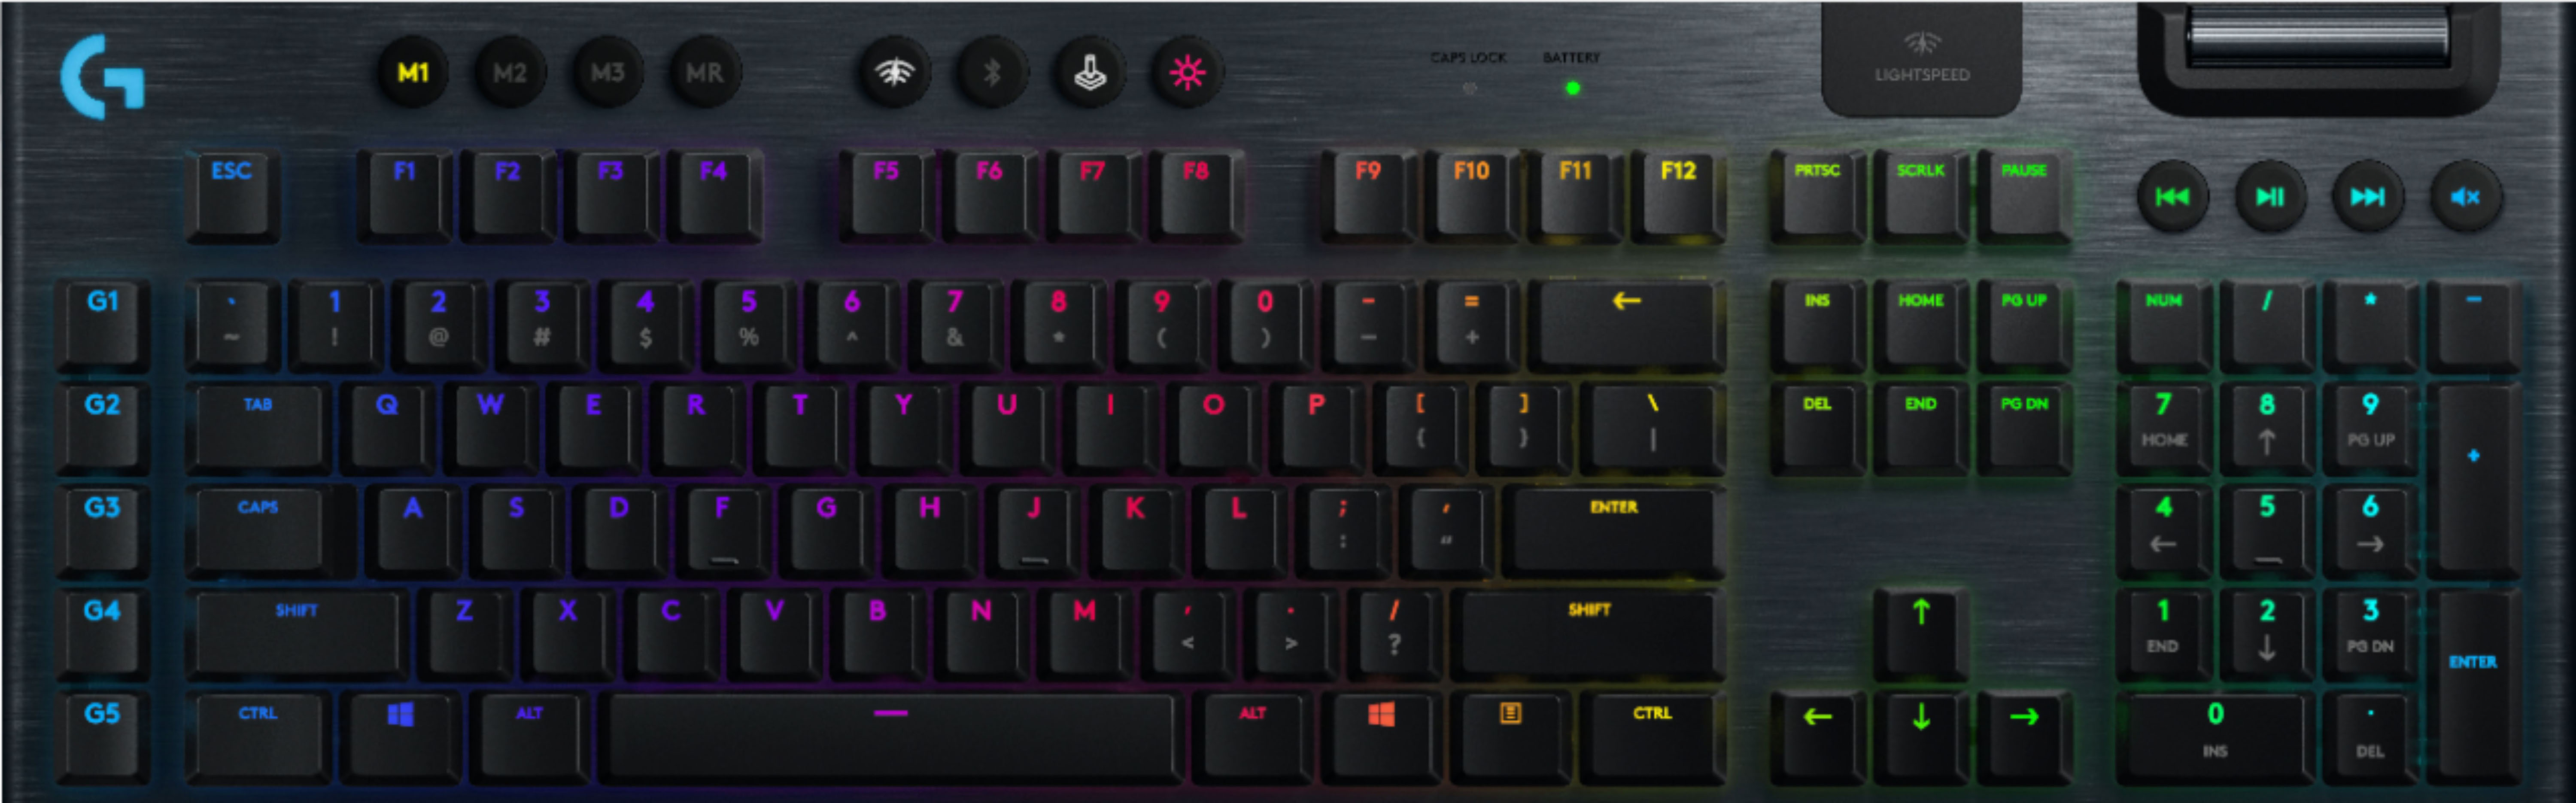 M1 M2 M3 MR CAPS LOCK BATTERY LIGHTSPEED
ESC F1 F2 F3 F4 F5 F6 F7 F8 F9 F10 F11 F12 PRTSC SCRLK PAUSE
G1 ` 1 2 3 4 5 6 7 8 9 0 - = ← INS HOME PG UP NUM / * -
~ ! @ # $ % ^ & * ( ) _ +
G2 TAB Q W E R T Y U I O P [ ] \ DEL END PG DN 7 8 9 +
{ } | HOME ↑ PG UP
G3 CAPS A S D F G H J K L ; ' ENTER 4 5 6
: " ← →
G4 SHIFT Z X C V B N M , . / SHIFT ↑ 1 2 3 ENTER
< > ? END ↓ PG DN
G5 CTRL ALT ALT CTRL ← ↓ → 0 .
INS DEL